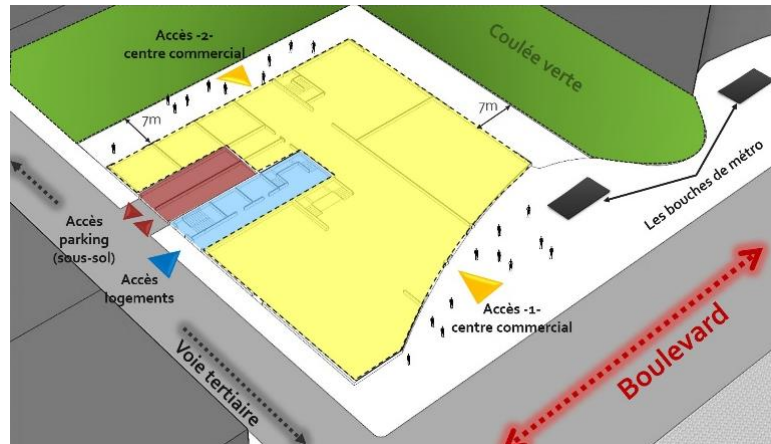 Accès -2-
centre commercial
Coulée verte
7m
7m
Les bouches de métro
Accès
parking
(sous-sol)
Accès
logements
Accès -1-
centre commercial
Voie tertiaire
Boulevard